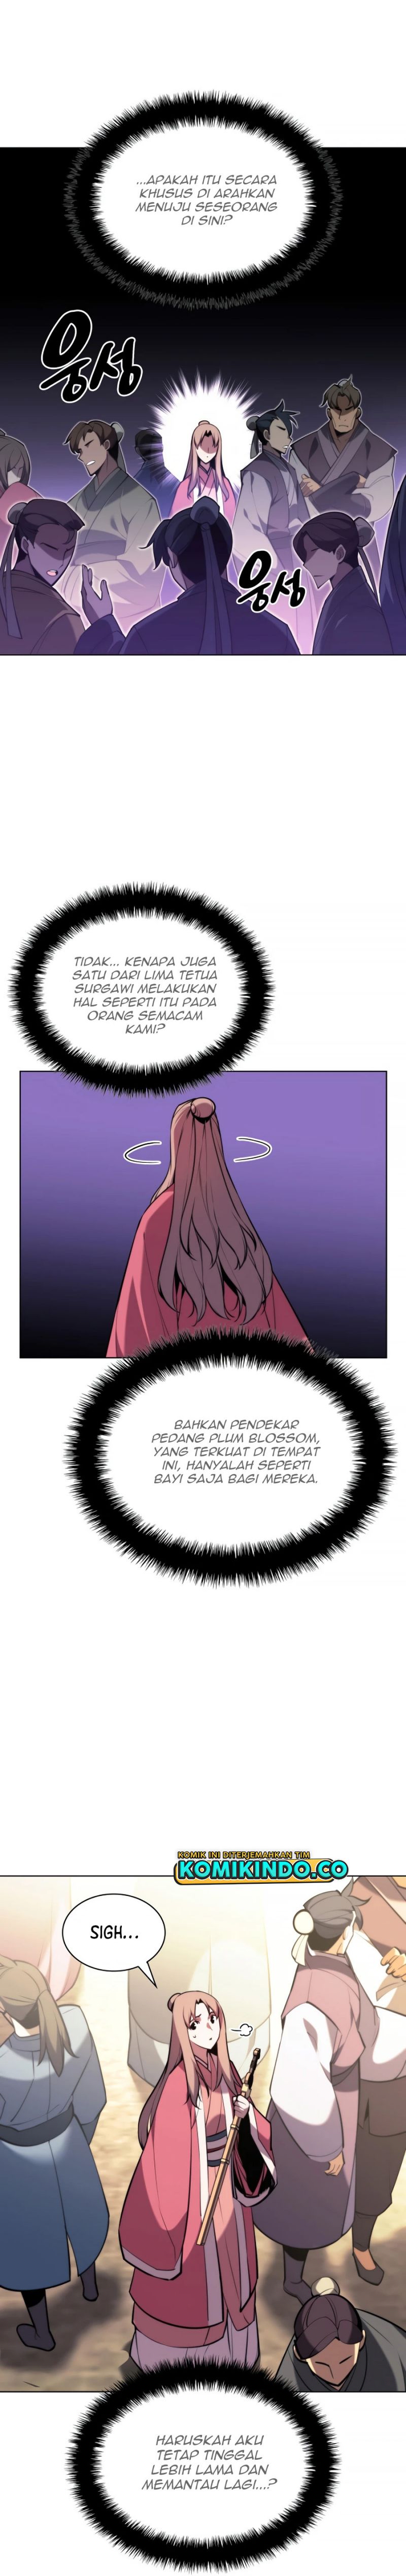 ...APAKAH ITU SECARA
KHUSUS DI ARAHKAN
MENUJU SESEORANG
DI SINI?
웅성
웅성
TIDAK... KENAPA JUGA
SATU DARI LIMA TETUA
SURGAWI MELAKUKAN
HAL SEPERTI ITU PADA
ORANG SEMACAM
KAMI?
BAHKAN PENDEKAR
PEDANG PLUM BLOSSOM,
YANG TERKUAT DI TEMPAT
INI, HANYALAH SEPERTI
BAYI SAJA BAGI MEREKA.
KOMIK INI DITERJEMAHKAN TIM
KOMIKINDO.CO
SIGH...
HARUSKAH AKU
TETAP TINGGAL
LEBIH LAMA DAN
MEMANTAU LAGI...?